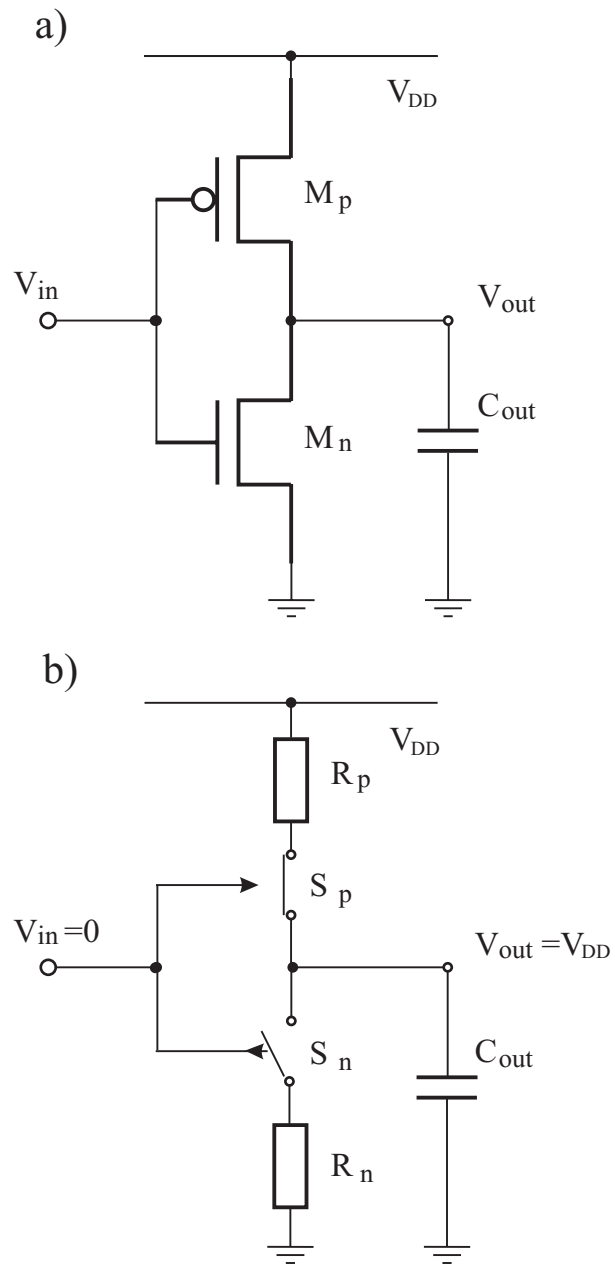 a)
V_DD
M_p
V_in
V_out
C_out
M_n
b)
V_DD
R_p
S_p
V_in =0
V_out =V_DD
S_n
C_out
R_n